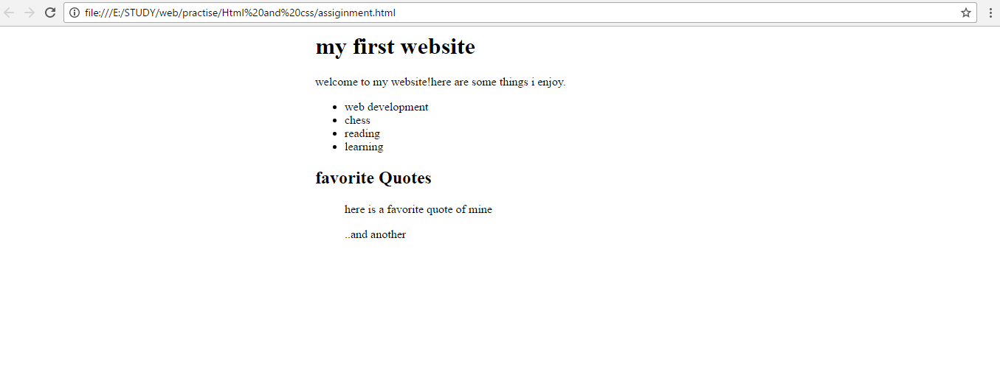 file:///E:/STUDY/web/practise/Html%20and%20css/assiginment.html
my first website
welcome to my website!here are some things i enjoy.
web development
chess
reading
learning
favorite Quotes
here is a favorite quote of mine
..and another